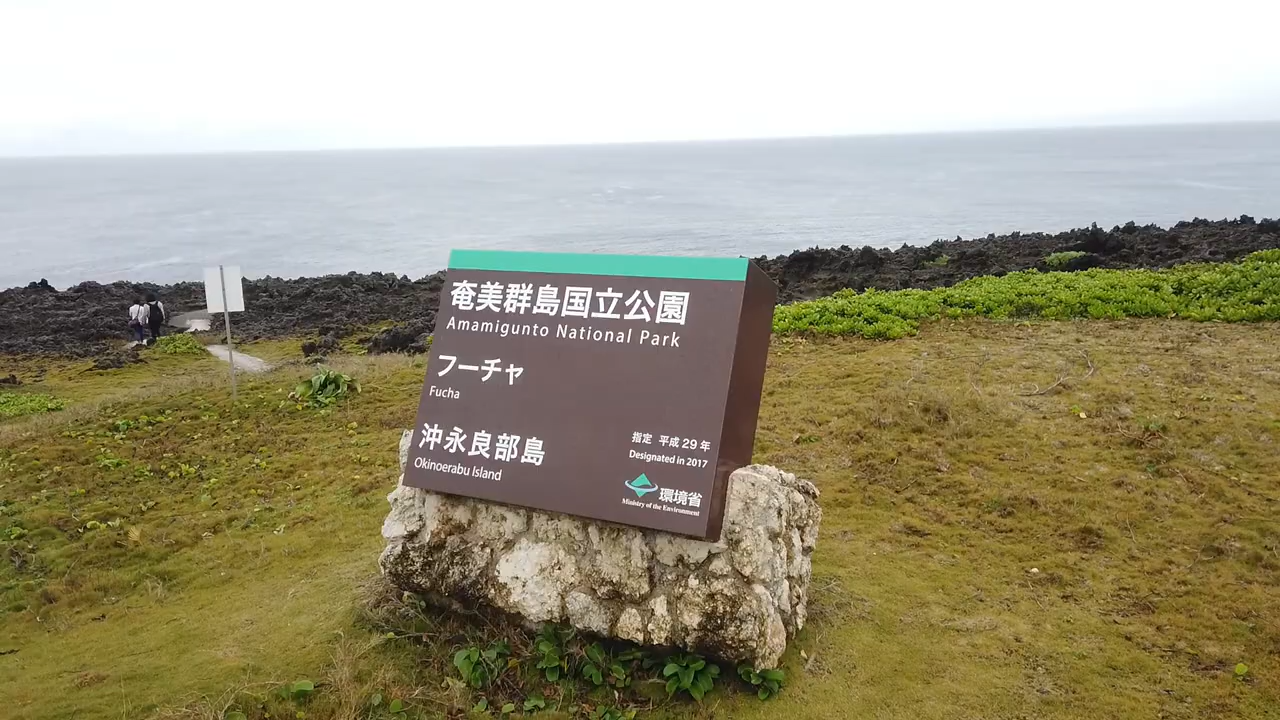 奄美群島国立公園
Amamigunto National Park
フーチャ
Fucha
沖永良部島
Okinoerabu Island
指定 平成29年
Designated in 2017
環境省
Ministry of the Environment